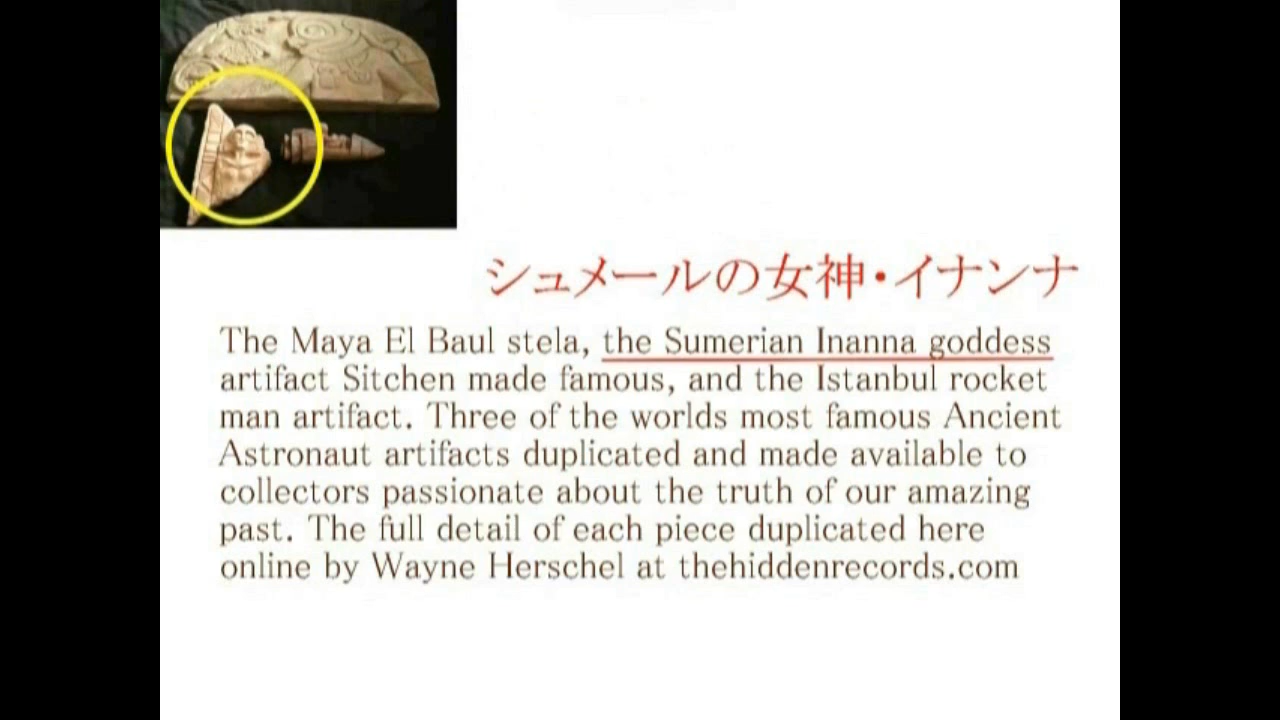 シュメールの女神・イナンナ
The Maya El Baul stela, the Sumerian Inanna goddess
artifact Sitchen made famous, and the Istanbul rocket
man artifact. Three of the worlds most famous Ancient
Astronaut artifacts duplicated and made available to
collectors passionate about the truth of our amazing
past. The full detail of each piece duplicated here
online by Wayne Herschel at thehiddenrecords.com